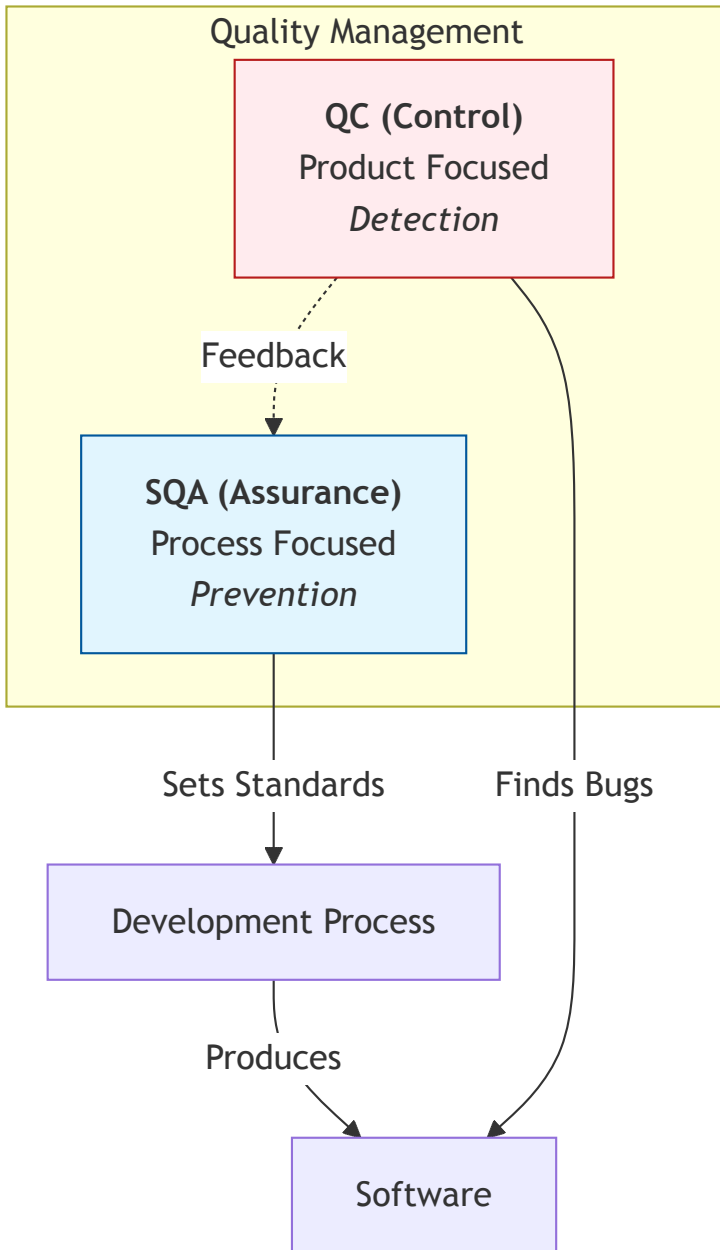 Quality Management
QC (Control)
Product Focused
Detection
Feedback
SQA (Assurance)
Process Focused
Prevention
Sets Standards
Finds Bugs
Development Process
Produces
Software